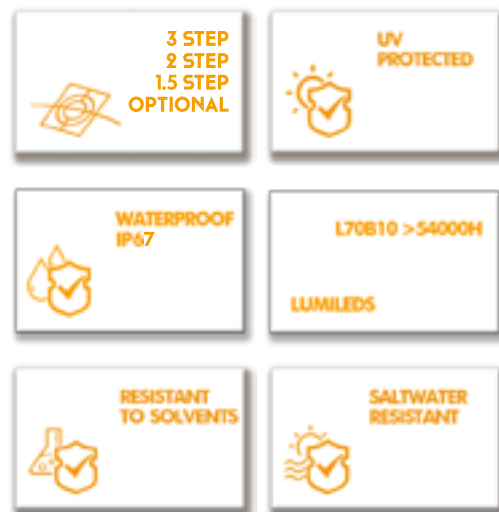 3 STEP
2 STEP
1.5 STEP
OPTIONAL
UV
PROTECTED
WATERPROOF
IP67
L70B10 >54000H
LUMILEDS
RESISTANT
TO SOLVENTS
SALTWATER
RESISTANT